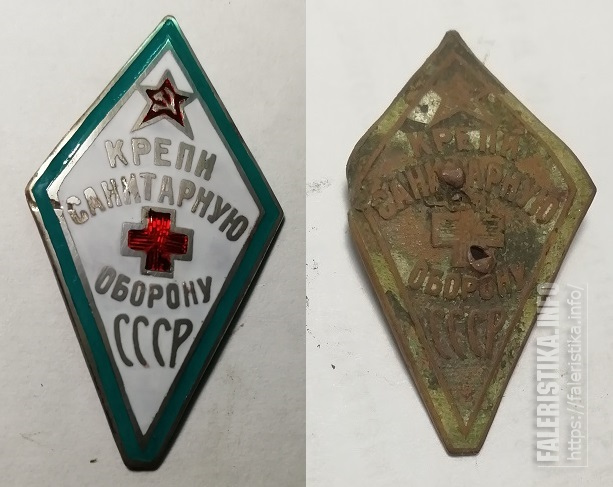 КРЕПИ
САНИТАРНУЮ
ОБОРОНУ
СССР
КРЕПИ
САНИТАРНУЮ
ОБОРОНУ
СССР
FALERISTIKA.INFO
https://faleristika.info/